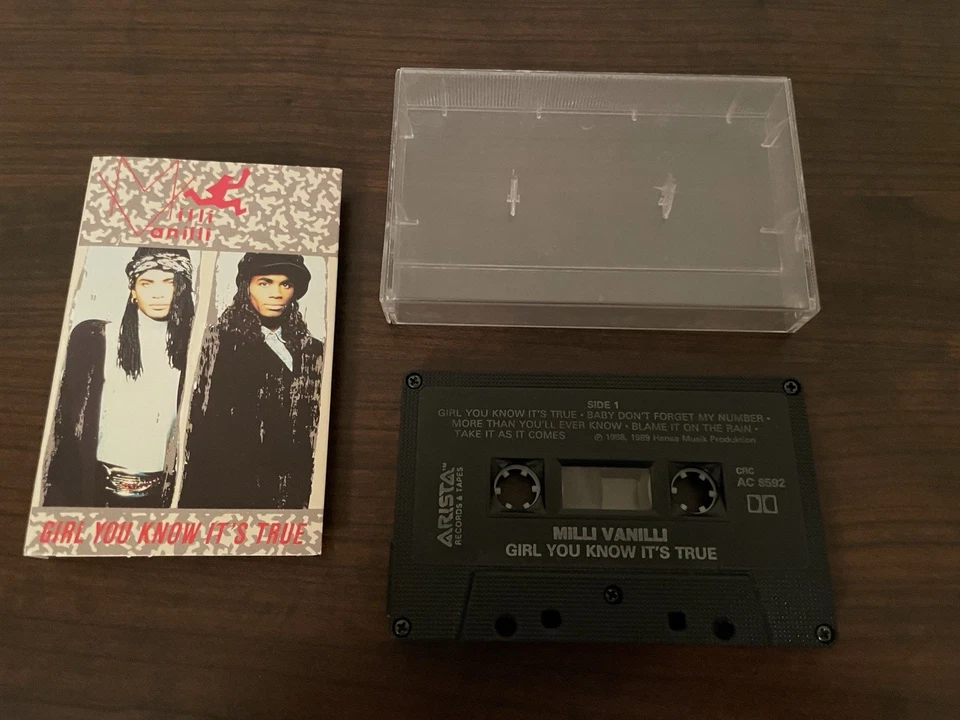 Milli
Vanilli
GIRL YOU KNOW IT'S TRUE
SIDE 1
GIRL YOU KNOW IT'S TRUE • BABY DON'T FORGET MY NUMBER •
MORE THAN YOU'LL EVER KNOW • BLAME IT ON THE RAIN •
TAKE IT AS IT COMES ℗ 1988, 1989 Hansa Musik Produktion
ARISTA™
RECORDS & TAPES
CRC
AC 8592
MILLI VANILLI
GIRL YOU KNOW IT'S TRUE